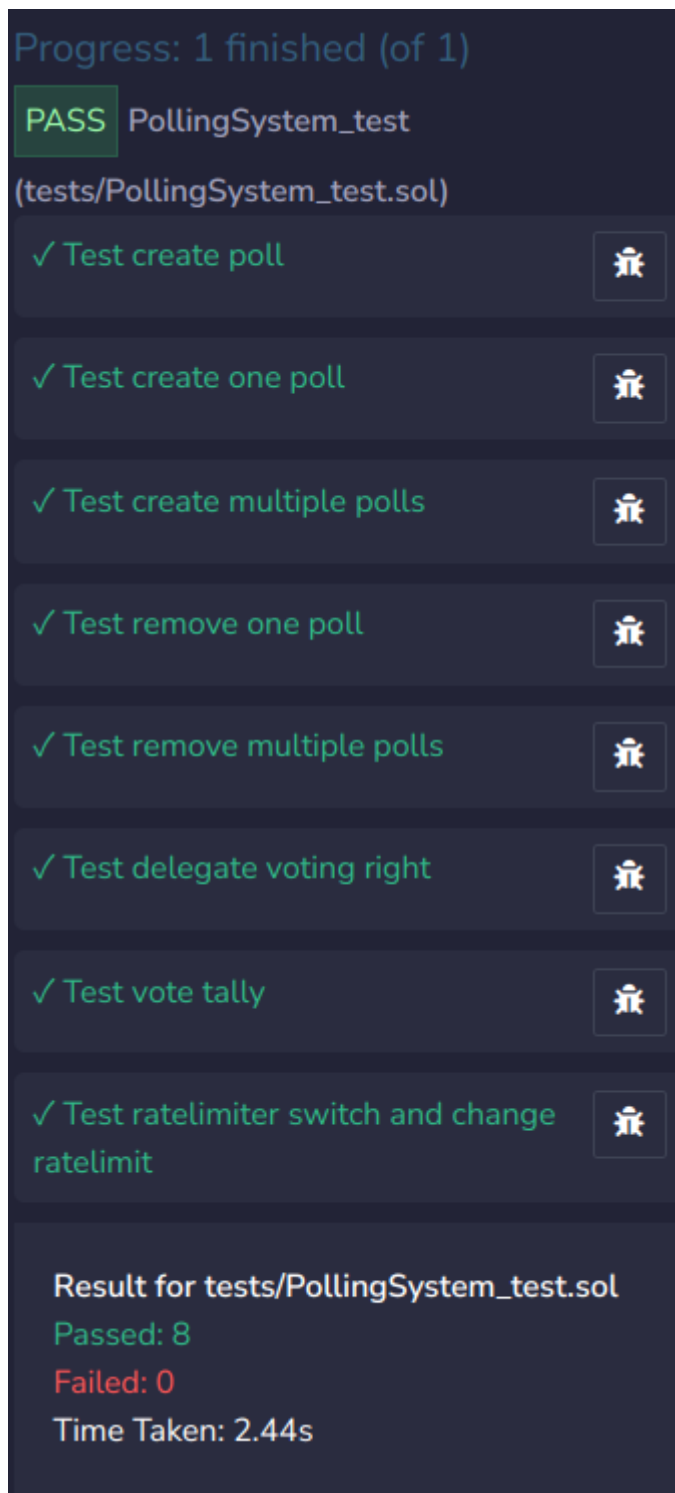 Progress: 1 finished (of 1)
PASS PollingSystem_test
(tests/PollingSystem_test.sol)
✓ Test create poll
✓ Test create one poll
✓ Test create multiple polls
✓ Test remove one poll
✓ Test remove multiple polls
✓ Test delegate voting right
✓ Test vote tally
✓ Test ratelimiter switch and change
ratelimit
Result for tests/PollingSystem_test.sol
Passed: 8
Failed: 0
Time Taken: 2.44s